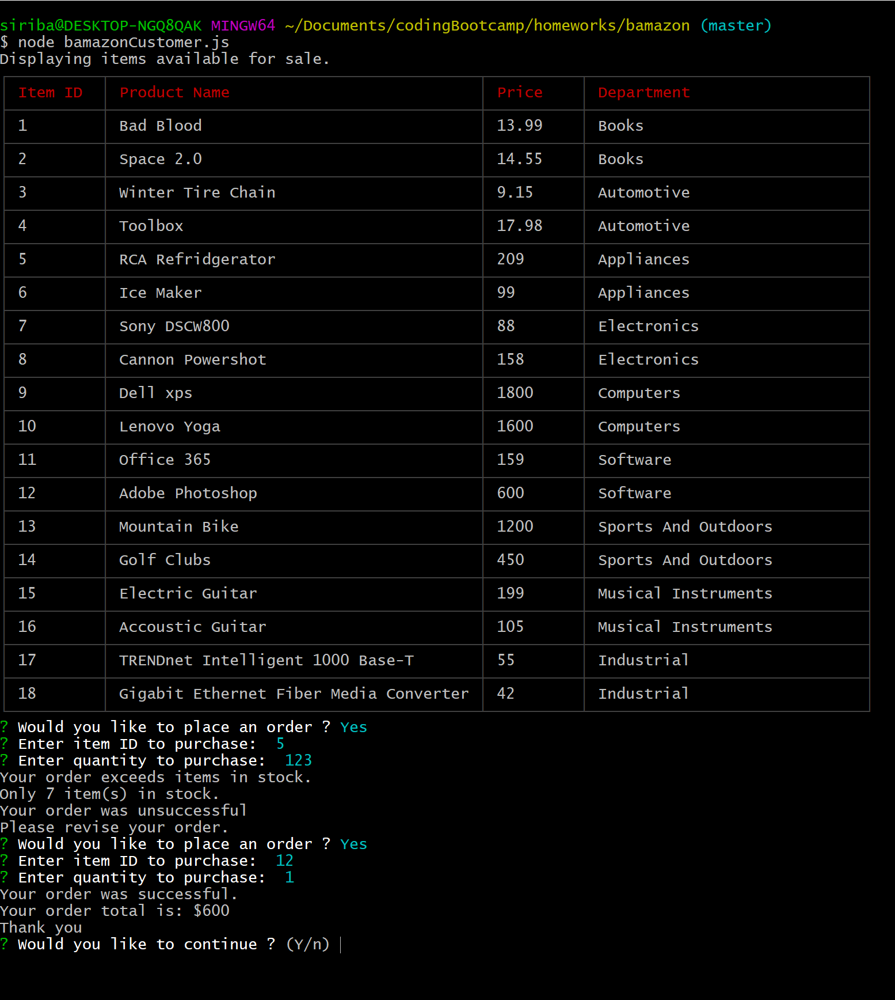 siriba@DESKTOP-NGQ8QAK MINGW64 ~/Documents/codingBootcamp/homeworks/bamazon (master)
$ node bamazonCustomer.js
Displaying items available for sale.
Item ID Product Name Price Department
1 Bad Blood 13.99 Books
2 Space 2.0 14.55 Books
3 Winter Tire Chain 9.15 Automotive
4 Toolbox 17.98 Automotive
5 RCA Refridgerator 209 Appliances
6 Ice Maker 99 Appliances
7 Sony DSCW800 88 Electronics
8 Cannon Powershot 158 Electronics
9 Dell xps 1800 Computers
10 Lenovo Yoga 1600 Computers
11 Office 365 159 Software
12 Adobe Photoshop 600 Software
13 Mountain Bike 1200 Sports And Outdoors
14 Golf Clubs 450 Sports And Outdoors
15 Electric Guitar 199 Musical Instruments
16 Accoustic Guitar 105 Musical Instruments
17 TRENDnet Intelligent 1000 Base-T 55 Industrial
18 Gigabit Ethernet Fiber Media Converter 42 Industrial
? Would you like to place an order ? Yes
? Enter item ID to purchase:  5
? Enter quantity to purchase:  123
Your order exceeds items in stock.
Only 7 item(s) in stock.
Your order was unsuccessful
Please revise your order.
? Would you like to place an order ? Yes
? Enter item ID to purchase:  12
? Enter quantity to purchase:  1
Your order was successful.
Your order total is: $600
Thank you
? Would you like to continue ? (Y/n)